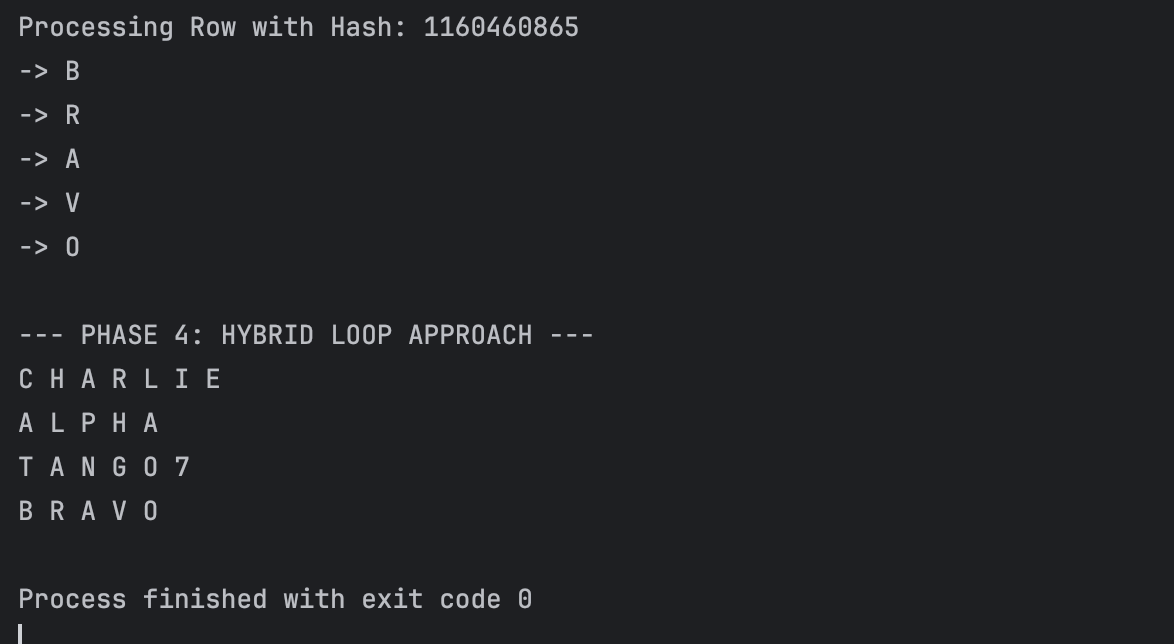 Processing Row with Hash: 1160460865
-> B
-> R
-> A
-> V
-> O
--- PHASE 4: HYBRID LOOP APPROACH ---
C H A R L I E
A L P H A
T A N G O 7
B R A V O
Process finished with exit code 0